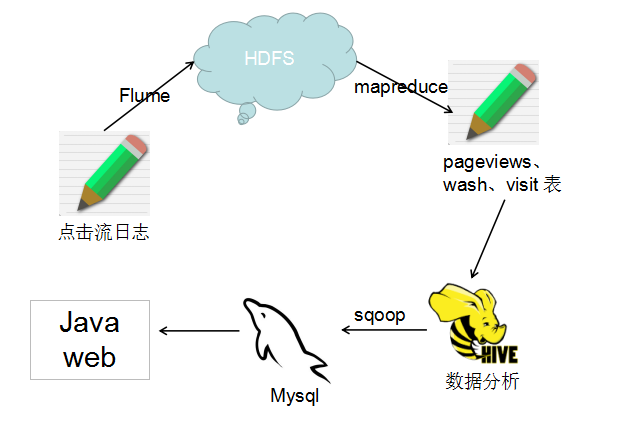 HDFS
Flume
mapreduce
点击流日志
pageviews、
wash、visit 表
HIVE
数据分析
sqoop
Mysql
Java
web